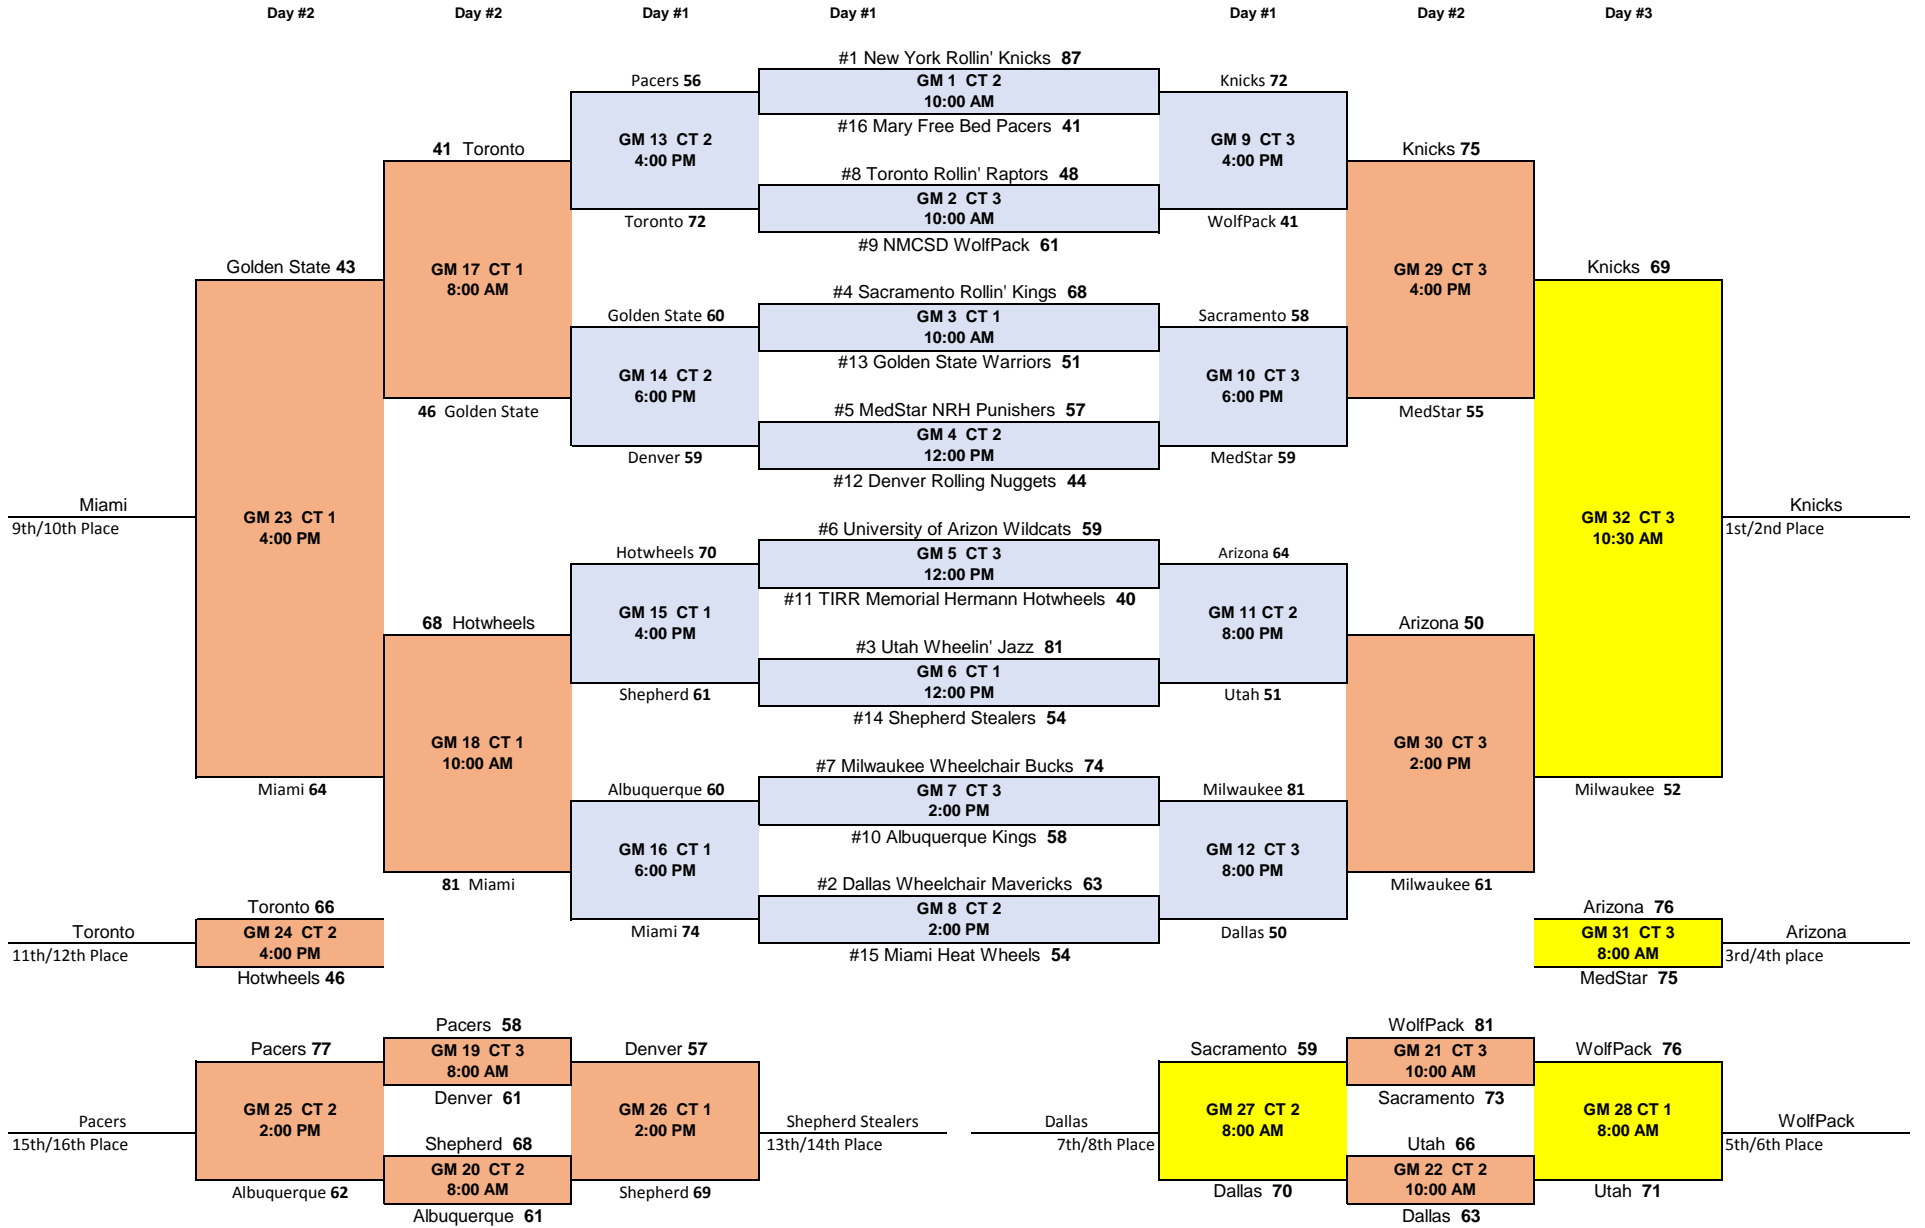 Day #2 Day #2 Day #1 Day #1 Day #1 Day #2 Day #3
#1 New York Rollin' Knicks 87
Pacers 56
GM 1 CT 2
10:00 AM
Knicks 72
#16 Mary Free Bed Pacers 41
GM 13 CT 2
4:00 PM
GM 9 CT 3
4:00 PM
41 Toronto
Knicks 75
#8 Toronto Rollin' Raptors 48
GM 2 CT 3
10:00 AM
Toronto 72
WolfPack 41
#9 NMCSD WolfPack 61
Golden State 43
GM 17 CT 1
8:00 AM
GM 29 CT 3
4:00 PM
Knicks 69
#4 Sacramento Rollin' Kings 68
Golden State 60
GM 3 CT 1
10:00 AM
Sacramento 58
#13 Golden State Warriors 51
GM 14 CT 2
6:00 PM
GM 10 CT 3
6:00 PM
46 Golden State
#5 MedStar NRH Punishers 57
MedStar 55
GM 4 CT 2
12:00 PM
Denver 59
MedStar 59
#12 Denver Rolling Nuggets 44
Miami
9th/10th Place
GM 23 CT 1
4:00 PM
GM 32 CT 3
10:30 AM
Knicks
1st/2nd Place
#6 University of Arizon Wildcats 59
Hotwheels 70
GM 5 CT 3
12:00 PM
Arizona 64
#11 TIRR Memorial Hermann Hotwheels 40
GM 15 CT 1
4:00 PM
GM 11 CT 2
8:00 PM
68 Hotwheels
Arizona 50
#3 Utah Wheelin' Jazz 81
GM 6 CT 1
12:00 PM
Shepherd 61
Utah 51
#14 Shepherd Stealers 54
GM 18 CT 1
10:00 AM
GM 30 CT 3
2:00 PM
#7 Milwaukee Wheelchair Bucks 74
Miami 64
Albuquerque 60
GM 7 CT 3
2:00 PM
Milwaukee 81
Milwaukee 52
#10 Albuquerque Kings 58
GM 16 CT 1
6:00 PM
GM 12 CT 3
8:00 PM
81 Miami
#2 Dallas Wheelchair Mavericks 63
Milwaukee 61
Toronto 66
GM 8 CT 2
2:00 PM
Arizona 76
Toronto
11th/12th Place
GM 24 CT 2
4:00 PM
Miami 74
Dallas 50
GM 31 CT 3
8:00 AM
Arizona
3rd/4th place
#15 Miami Heat Wheels 54
Hotwheels 46
MedStar 75
Pacers 58
WolfPack 81
Pacers 77
GM 19 CT 3
8:00 AM
Denver 57
Sacramento 59
GM 21 CT 3
10:00 AM
WolfPack 76
Denver 61
Sacramento 73
Pacers
15th/16th Place
GM 25 CT 2
2:00 PM
GM 26 CT 1
2:00 PM
Shepherd Stealers
13th/14th Place
Dallas
7th/8th Place
GM 27 CT 2
8:00 AM
GM 28 CT 1
8:00 AM
WolfPack
5th/6th Place
Shepherd 68
Utah 66
GM 20 CT 2
8:00 AM
GM 22 CT 2
10:00 AM
Albuquerque 62
Shepherd 69
Dallas 70
Utah 71
Albuquerque 61
Dallas 63